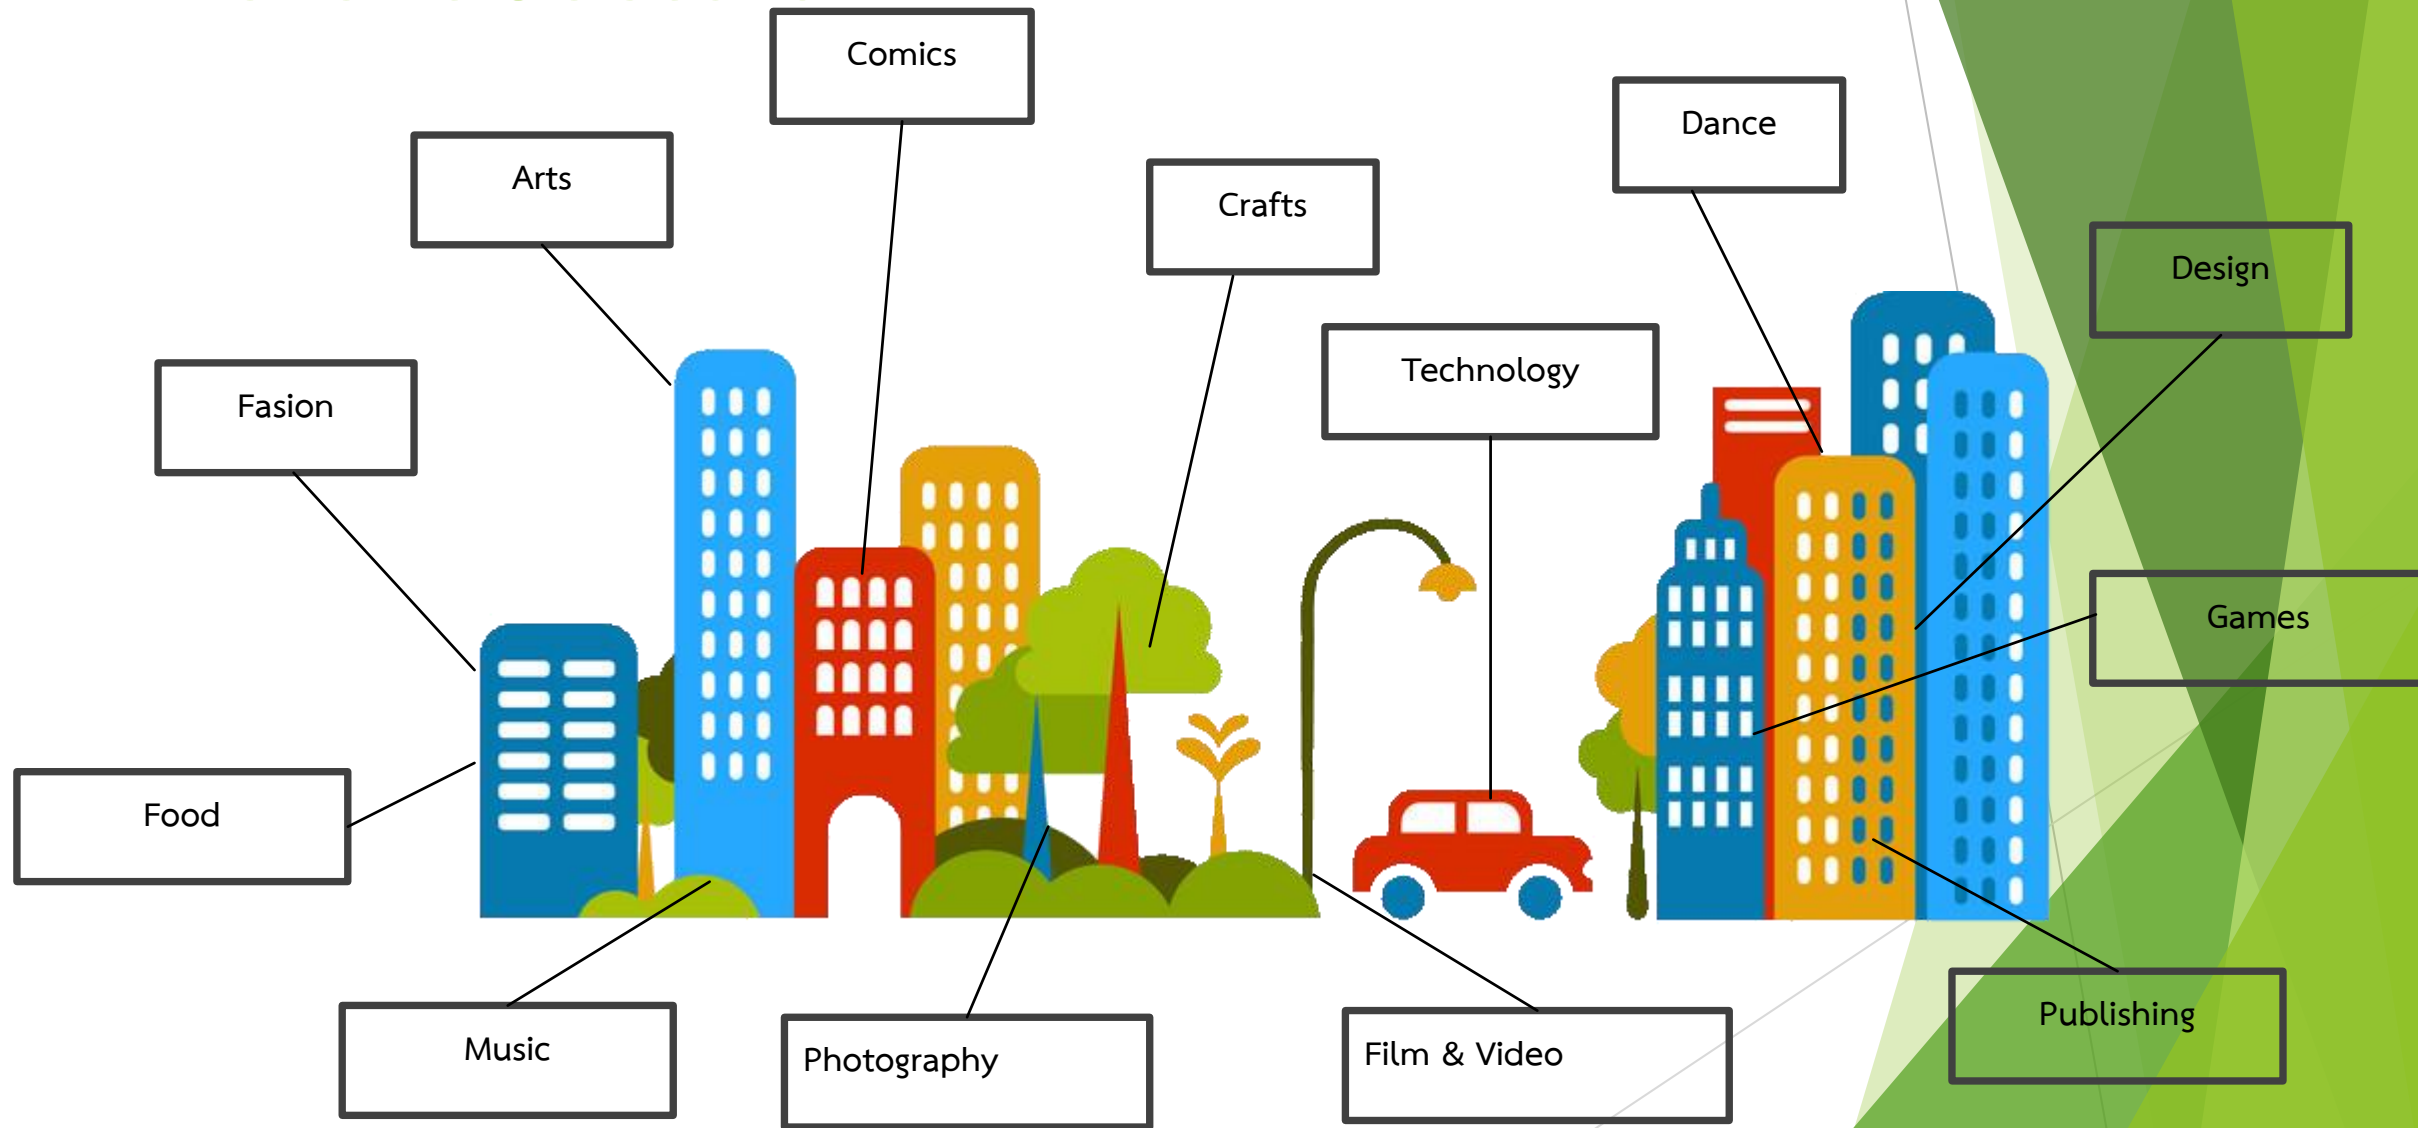 Comics
Dance
Arts
Crafts
Design
Technology
Fasion
Games
Food
Publishing
Music
Photography
Film & Video